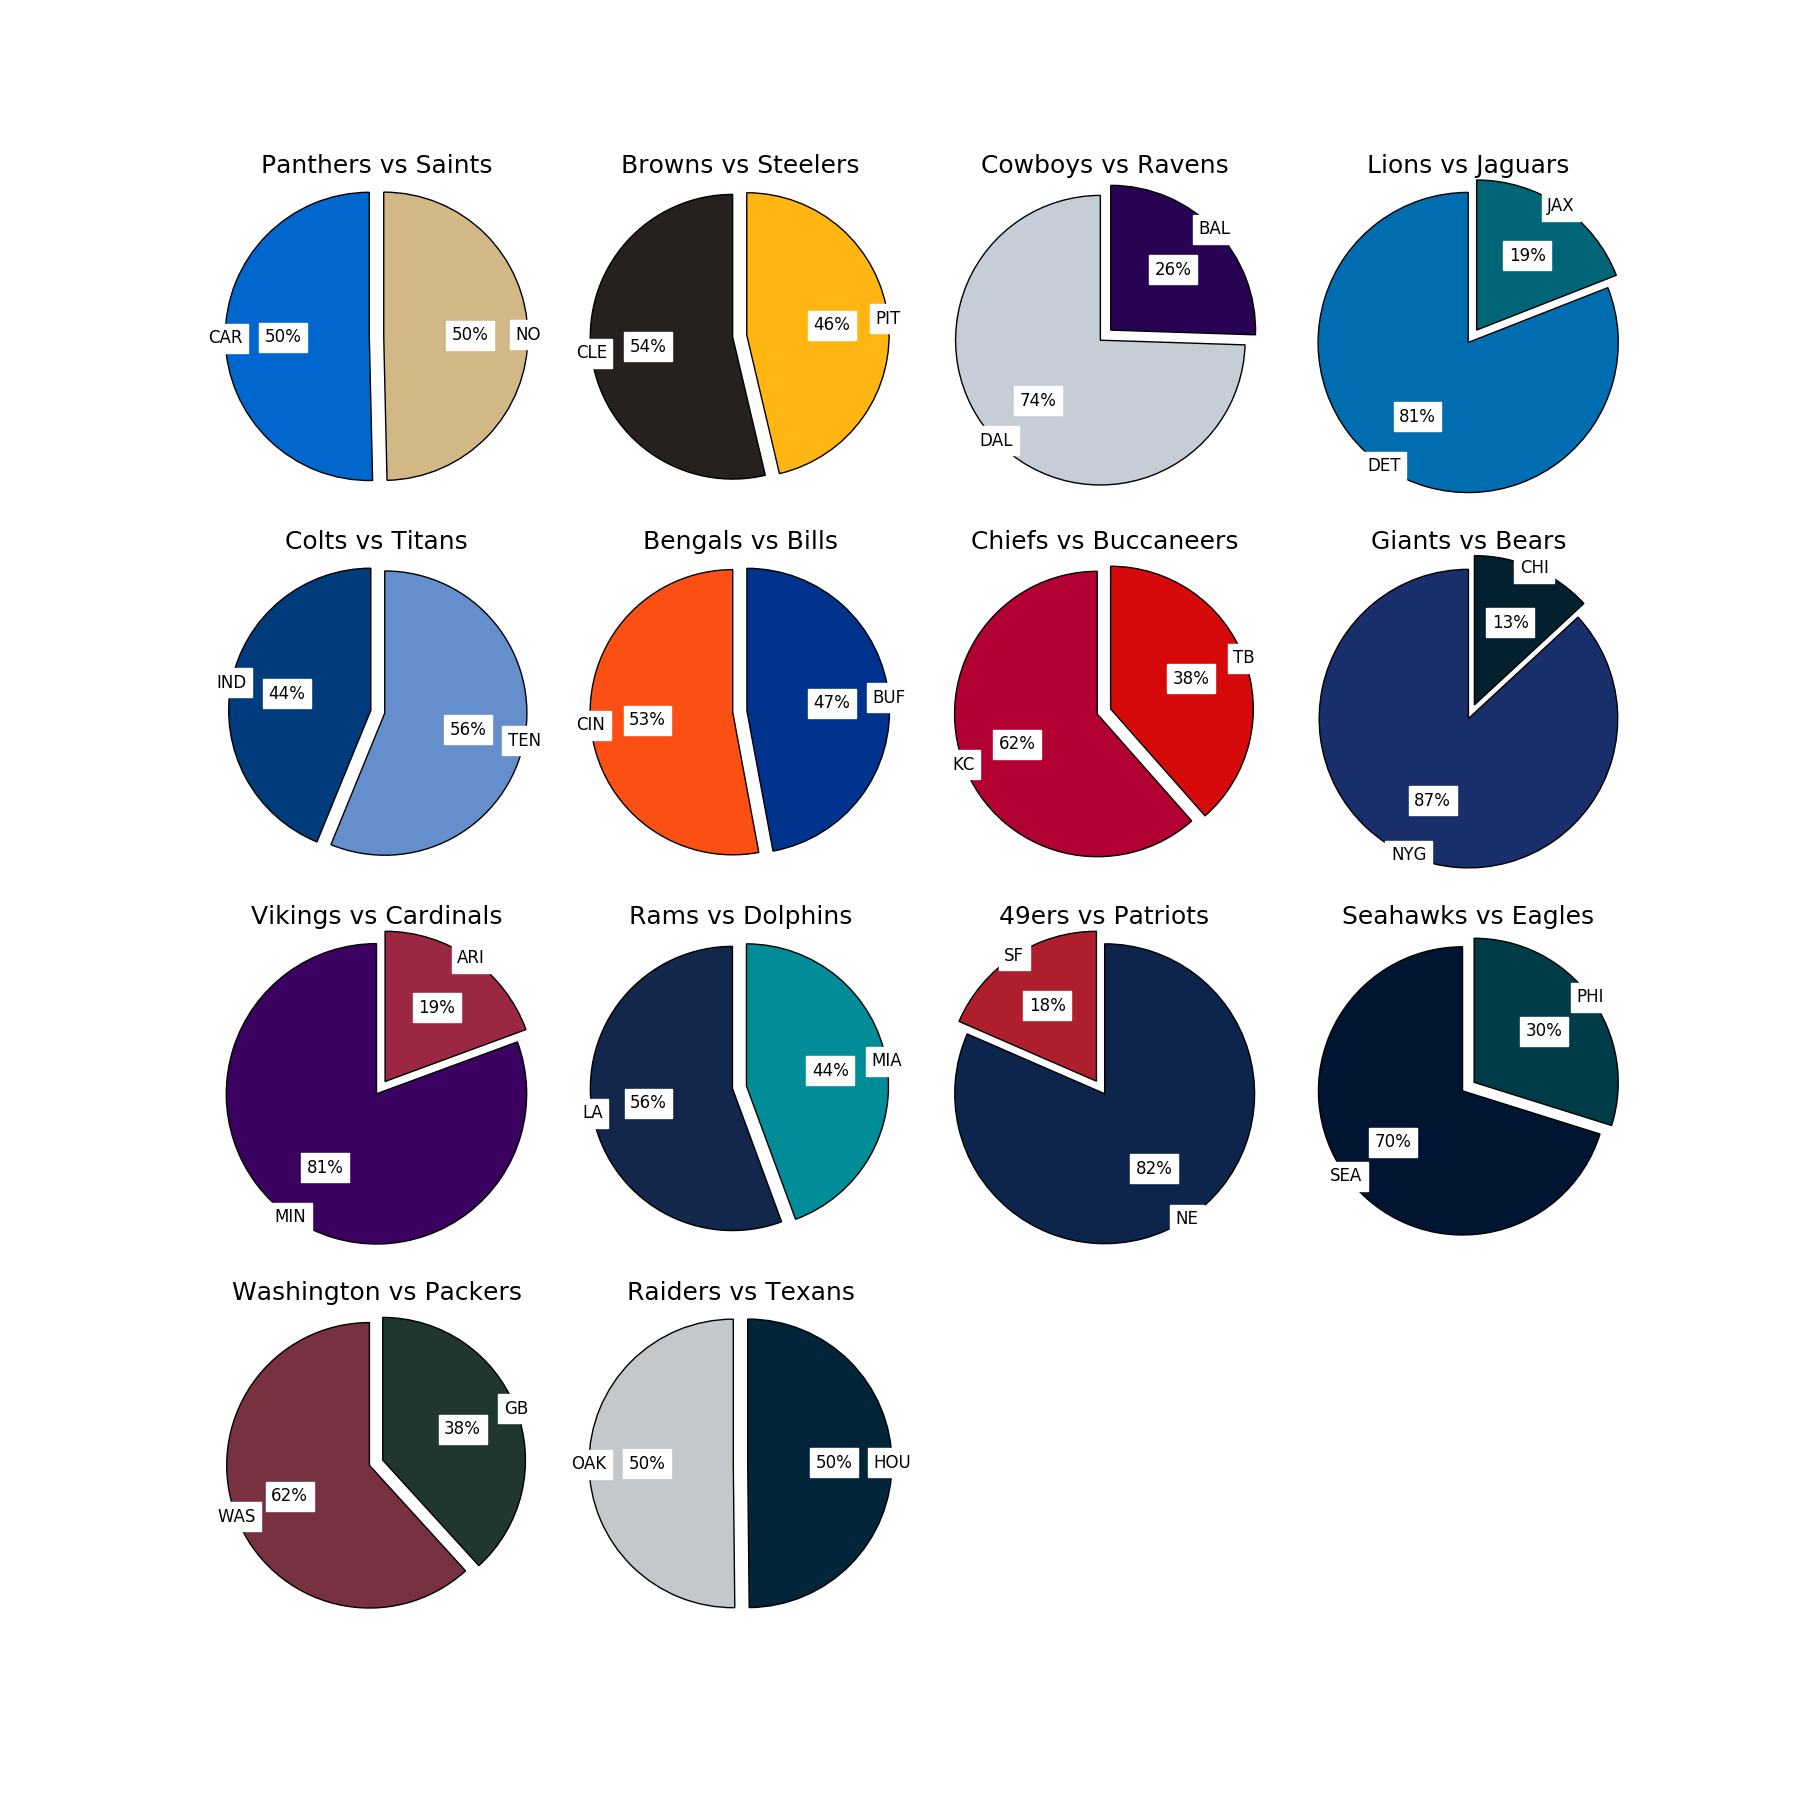 Panthers vs Saints
CAR
50%
50%
NO
Browns vs Steelers
CLE
54%
46%
PIT
Cowboys vs Ravens
BAL
26%
74%
DAL
Lions vs Jaguars
JAX
19%
81%
DET
Colts vs Titans
IND
44%
56%
TEN
Bengals vs Bills
CIN
53%
47%
BUF
Chiefs vs Buccaneers
TB
38%
62%
KC
Giants vs Bears
CHI
13%
87%
NYG
Vikings vs Cardinals
ARI
19%
81%
MIN
Rams vs Dolphins
MIA
44%
56%
LA
49ers vs Patriots
SF
18%
82%
NE
Seahawks vs Eagles
PHI
30%
70%
SEA
Washington vs Packers
GB
38%
62%
WAS
Raiders vs Texans
OAK
50%
50%
HOU